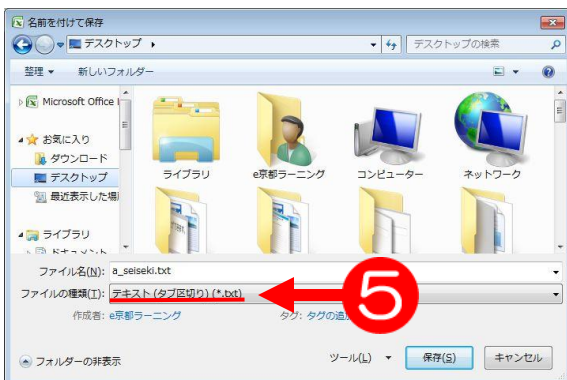 名前を付けて保存
デスクトップ
デスクトップの検索
整理 新しいフォルダー
Microsoft Office
お気に入り
ダウンロード
デスクトップ
最近表示した場
ライブラリ
ライブラリ
e京都ラーニング
コンピューター
ネットワーク
ファイル名(N): a_seiseki.txt
ファイルの種類(T): テキスト (タブ区切り) (*.txt)
5
作成者: e京都ラーニング
タグ: タグの追
フォルダーの非表示
ツール(L) 保存(S) キャンセル